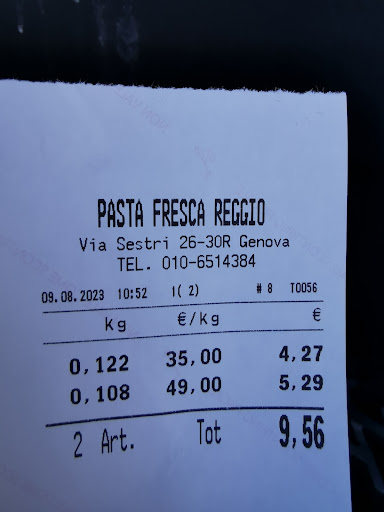 PASTA FRESCA REGGIO
Via Sestri 26-30R Genova
TEL. 010-6514384
09.08.2023 10:52 1( 2) # 8 T0056
kg €/kg €
0,122 35,00 4,27
0,108 49,00 5,29
2 Art. Tot 9,56